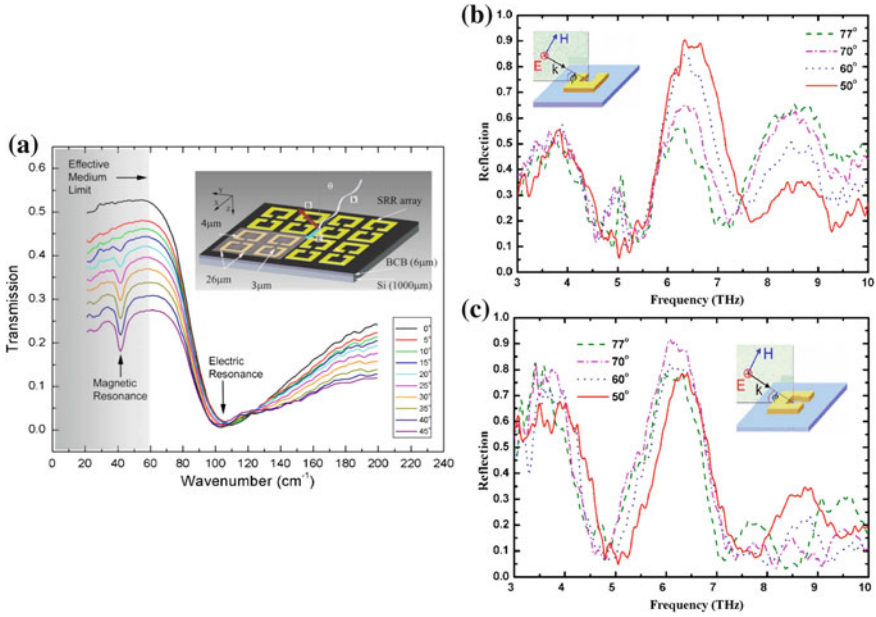 (a)
Transmission
0.6
0.5
0.4
0.3
0.2
0.1
0.0
Effective
Medium
Limit
Magnetic
Resonance
Electric
Resonance
θ
Y
X
Z
4μm
26μm
3μm
SRR array
BCB (6μm)
Si (1000μm)
0°
5°
10°
15°
20°
25°
30°
35°
40°
45°
0 20 40 60 80 100 120 140 160 180 200 220 240
Wavenumber (cm⁻¹)
(b)
Reflection
1.0
0.9
0.8
0.7
0.6
0.5
0.4
0.3
0.2
0.1
0.0
H
E
k
ϕ
77°
70°
60°
50°
3 4 5 6 7 8 9 10
Frequency (THz)
(c)
Reflection
1.0
0.9
0.8
0.7
0.6
0.5
0.4
0.3
0.2
0.1
0.0
77°
70°
60°
50°
H
E
k
ϕ
3 4 5 6 7 8 9 10
Frequency (THz)